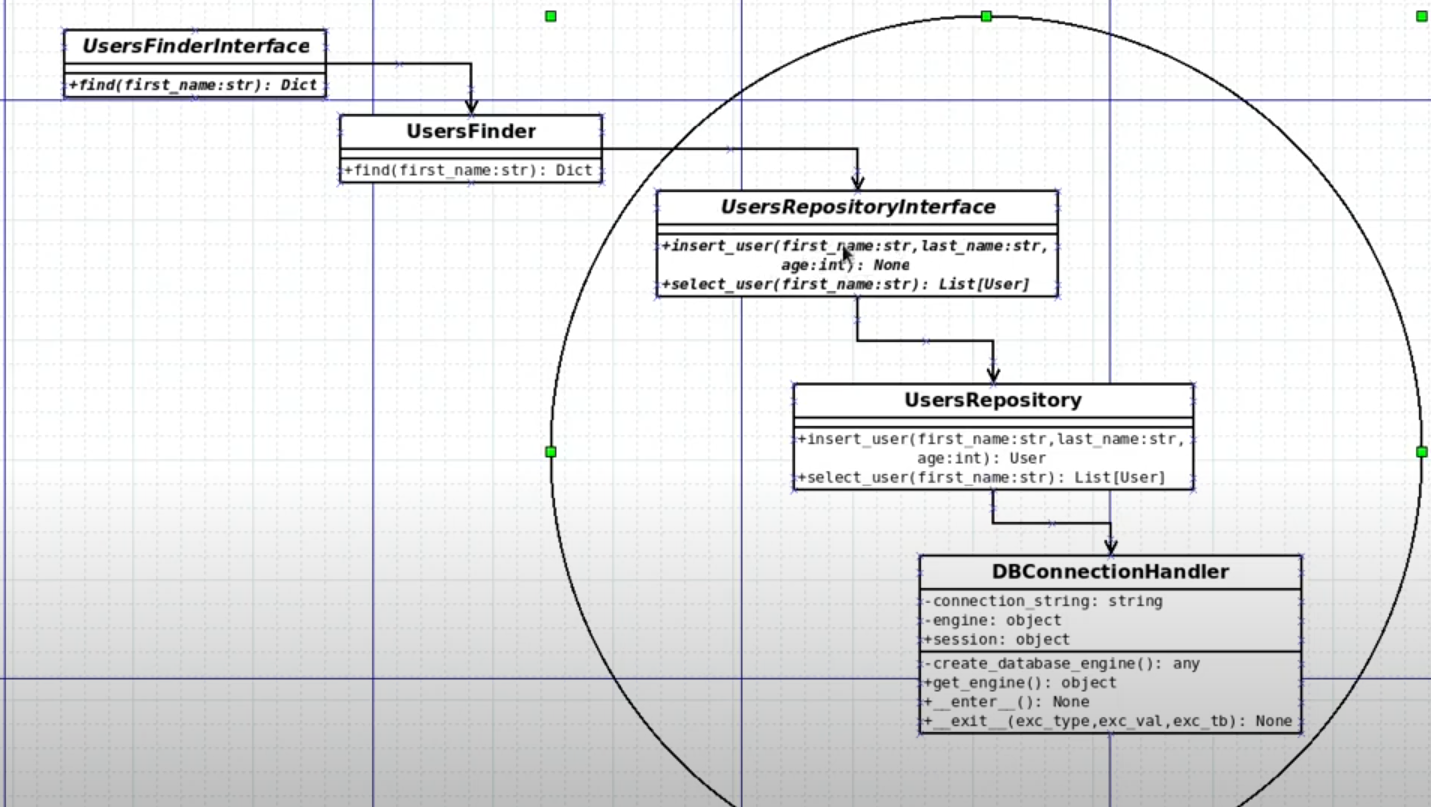 UsersFinderInterface
+find(first_name:str): Dict
UsersFinder
+find(first_name:str): Dict
UsersRepositoryInterface
+insert_user(first_name:str,last_name:str,
age:int): None
+select_user(first_name:str): List[User]
UsersRepository
+insert_user(first_name:str,last_name:str,
age:int): User
+select_user(first_name:str): List[User]
DBConnectionHandler
-connection_string: string
-engine: object
+session: object
-create_database_engine(): any
+get_engine(): object
+__enter__(): None
+__exit__(exc_type,exc_val,exc_tb): None